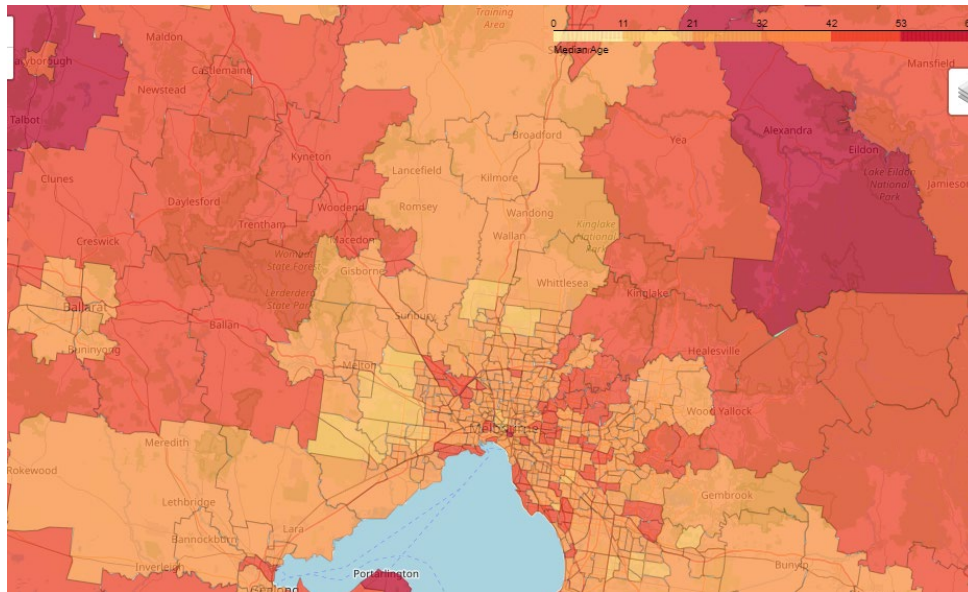 Training
Area
0 11 21 32 42 53
Median Age
Maldon
Castlemaine
Newstead
Mansfield
Talbot
Alexandra
Eildon
Lake Eildon
National
Park
Jamieson
Broadford
Yea
Kyneton
Lancefield
Kilmore
Clunes
Daylesford
Romsey
Woodend
Wandong
Trentham
Kinglake
National
Creswick
Macedon
Wallan
State Forest
Gisborne
Lerderderg
State Park
Whittlesea
Kinglake
Ballarat
Sunbury
Ballan
Buninyong
Melton
Healesville
Wood Yallock
Melbourne
Meredith
Rokewood
Lethbridge
Gembrook
Lara
Bannockburn
Inverleigh
Bunyip
Portarlington
Geelong